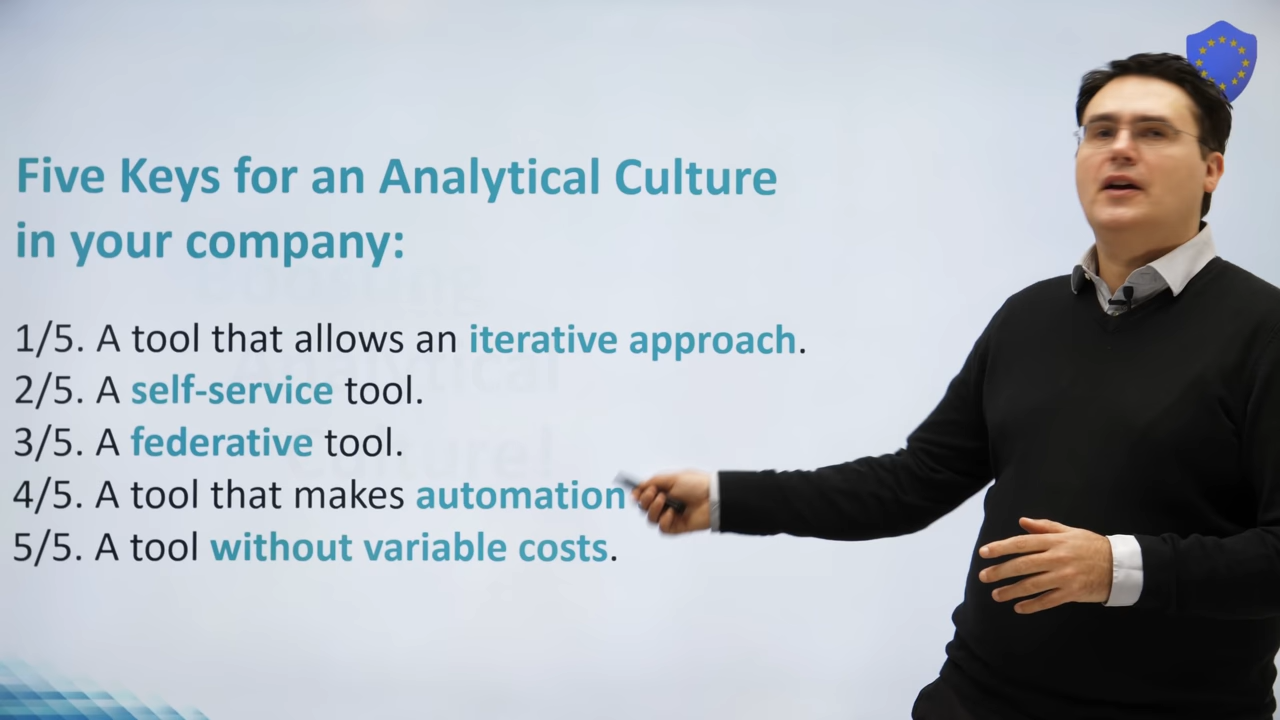 Five Keys for an Analytical Culture
in your company:
1/5. A tool that allows an iterative approach.
2/5. A self-service tool.
3/5. A federative tool.
4/5. A tool that makes automation
5/5. A tool without variable costs.
Analytical
Culture!